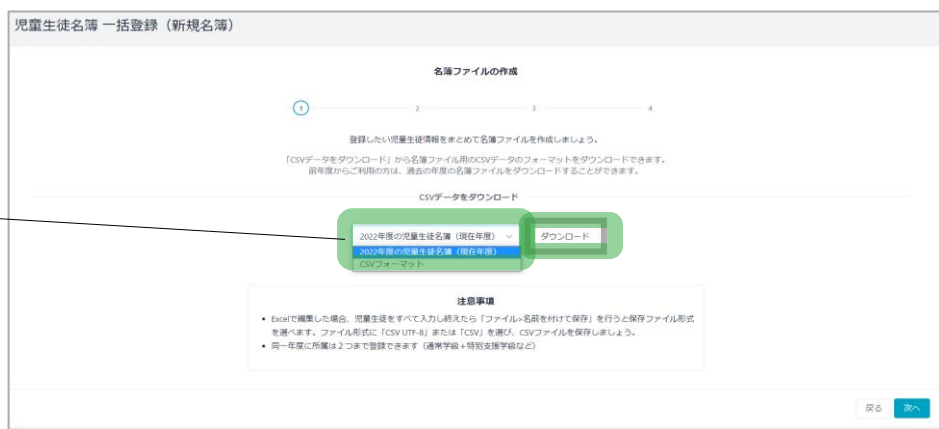 児童生徒名簿 一括登録（新規名簿）
名簿ファイルの作成
1 2 3 4
登録したい児童生徒情報をまとめて名簿ファイルを作成しましょう。
「CSVデータをダウンロード」から名簿ファイル用のCSVデータのフォーマットをダウンロードできます。
前年度からご利用の方は、過去の年度の名簿ファイルをダウンロードすることができます。
CSVデータをダウンロード
2022年度の児童生徒名簿（現在年度） ダウンロード
2022年度の児童生徒名簿（現在年度）
CSVフォーマット
注意事項
• Excelで編集した場合、児童生徒をすべて入力し終えたら「ファイル>名前を付けて保存」を行うと保存ファイル形式
を選べます。ファイル形式に「CSV UTF-8」または「CSV」を選び、CSVファイルを保存しましょう。
• 同一年度に所属は２つまで登録できます（通常学級+特別支援学級など）
戻る 次へ